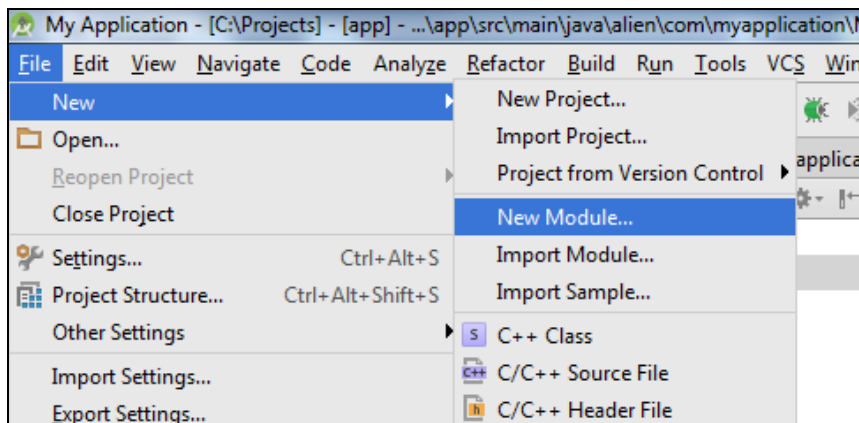 My Application - [C:\Projects] - [app] - ...\app\src\main\java\alien\com\myapplication\
File Edit View Navigate Code Analyze Refactor Build Run Tools VCS
New
Open...
Reopen Project
Close Project
Settings... Ctrl+Alt+S
Project Structure... Ctrl+Alt+Shift+S
Other Settings
Import Settings...
Export Settings...
New Project...
Import Project...
Project from Version Control
New Module...
Import Module...
Import Sample...
S C++ Class
C++ C/C++ Source File
h C/C++ Header File